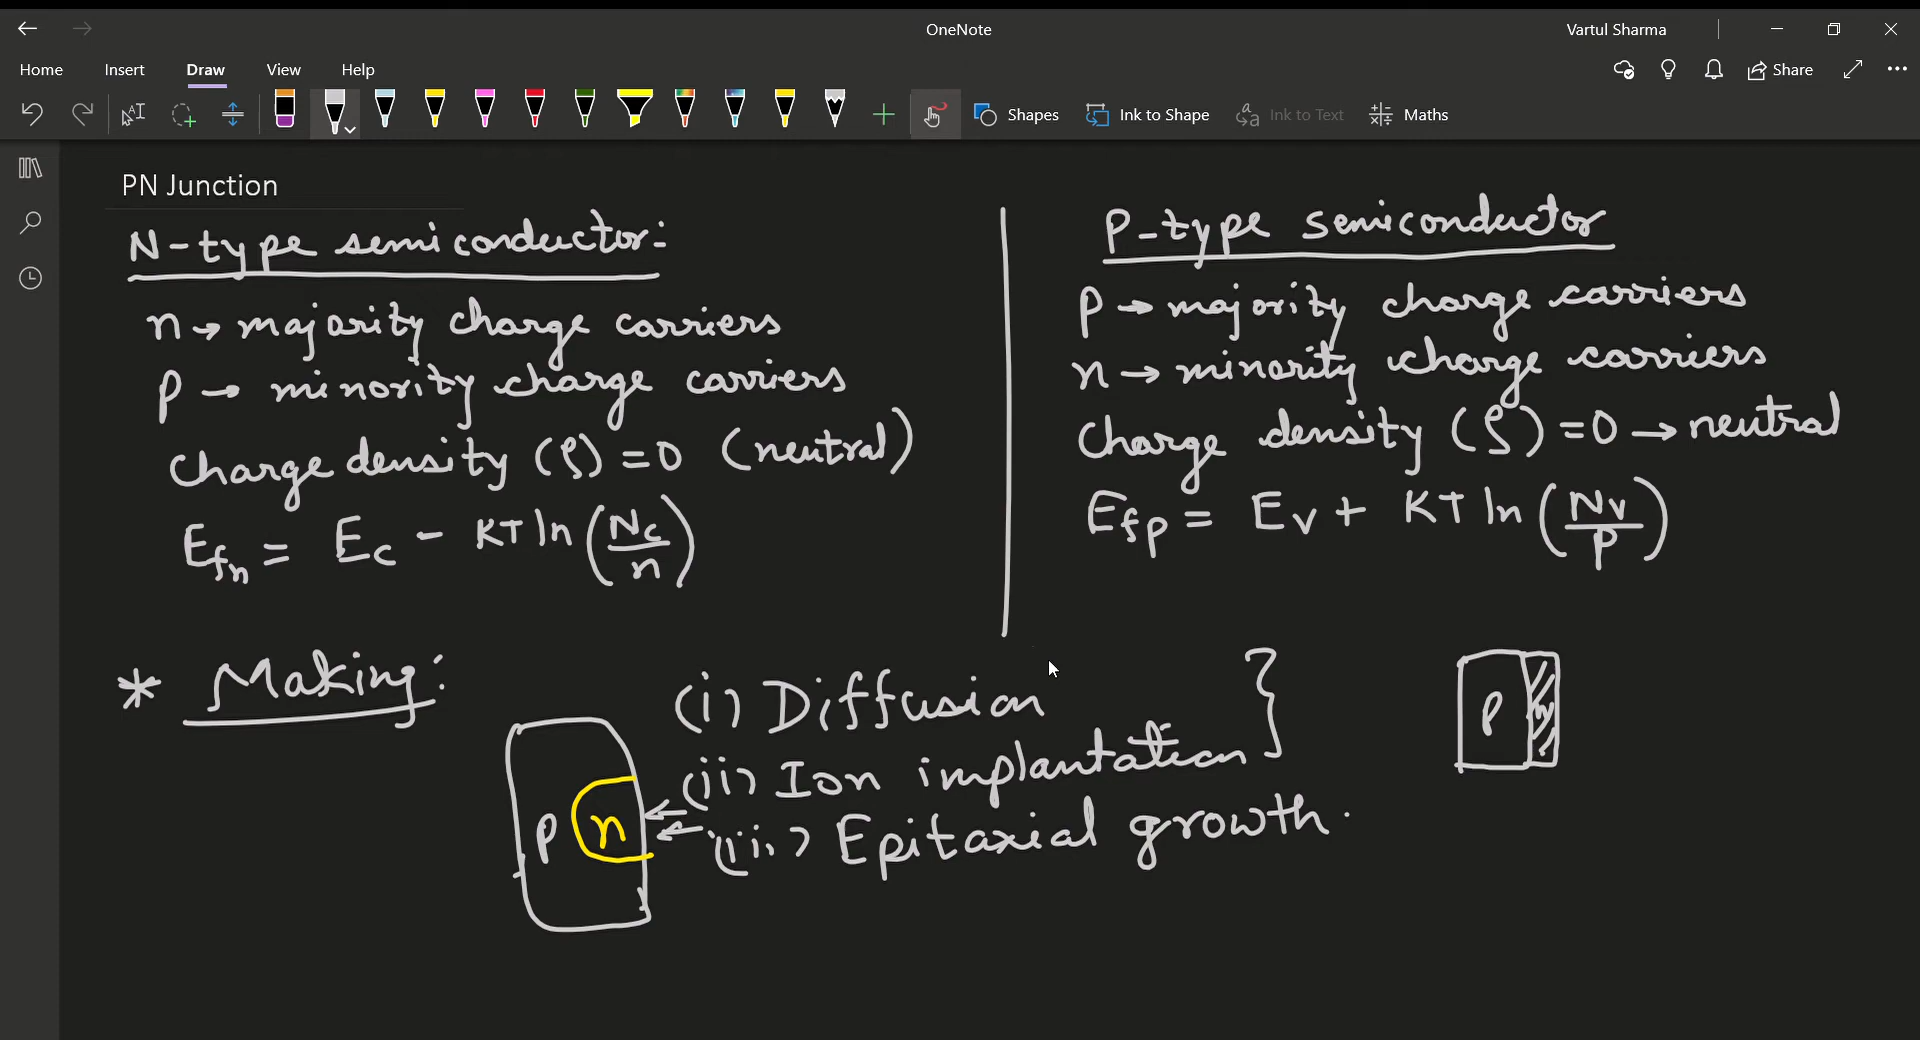 OneNote
Vartul Sharma
Home Insert Draw View Help
Share
Shapes Ink to Shape Ink to Text Maths
PN Junction
N-type semiconductor:
n → majority charge carriers
p → minority charge carriers
charge density (ρ) = 0 (neutral)
Efn = Ec - KT ln (Nc/n)
P-type semiconductor
p → majority charge carriers
n → minority charge carriers
Charge density (ρ) = 0 → neutral
Efp = Ev + KT ln (Nv/p)
* Making:
(i) Diffusion
(ii) Ion implantation
(iii) Epitaxial growth.
p n
p n